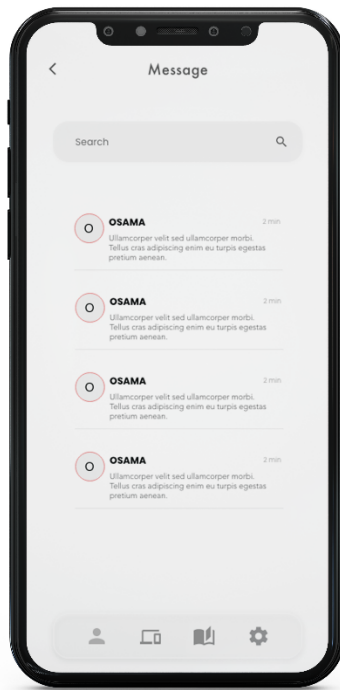 Message
Search
O
OSAMA
2 min
Ullamcorper velit sed ullamcorper morbi.
Tellus cras adipiscing enim eu turpis egestas
pretium aenean.
O
OSAMA
2 min
Ullamcorper velit sed ullamcorper morbi.
Tellus cras adipiscing enim eu turpis egestas
pretium aenean.
O
OSAMA
2 min
Ullamcorper velit sed ullamcorper morbi.
Tellus cras adipiscing enim eu turpis egestas
pretium aenean.
O
OSAMA
2 min
Ullamcorper velit sed ullamcorper morbi.
Tellus cras adipiscing enim eu turpis egestas
pretium aenean.